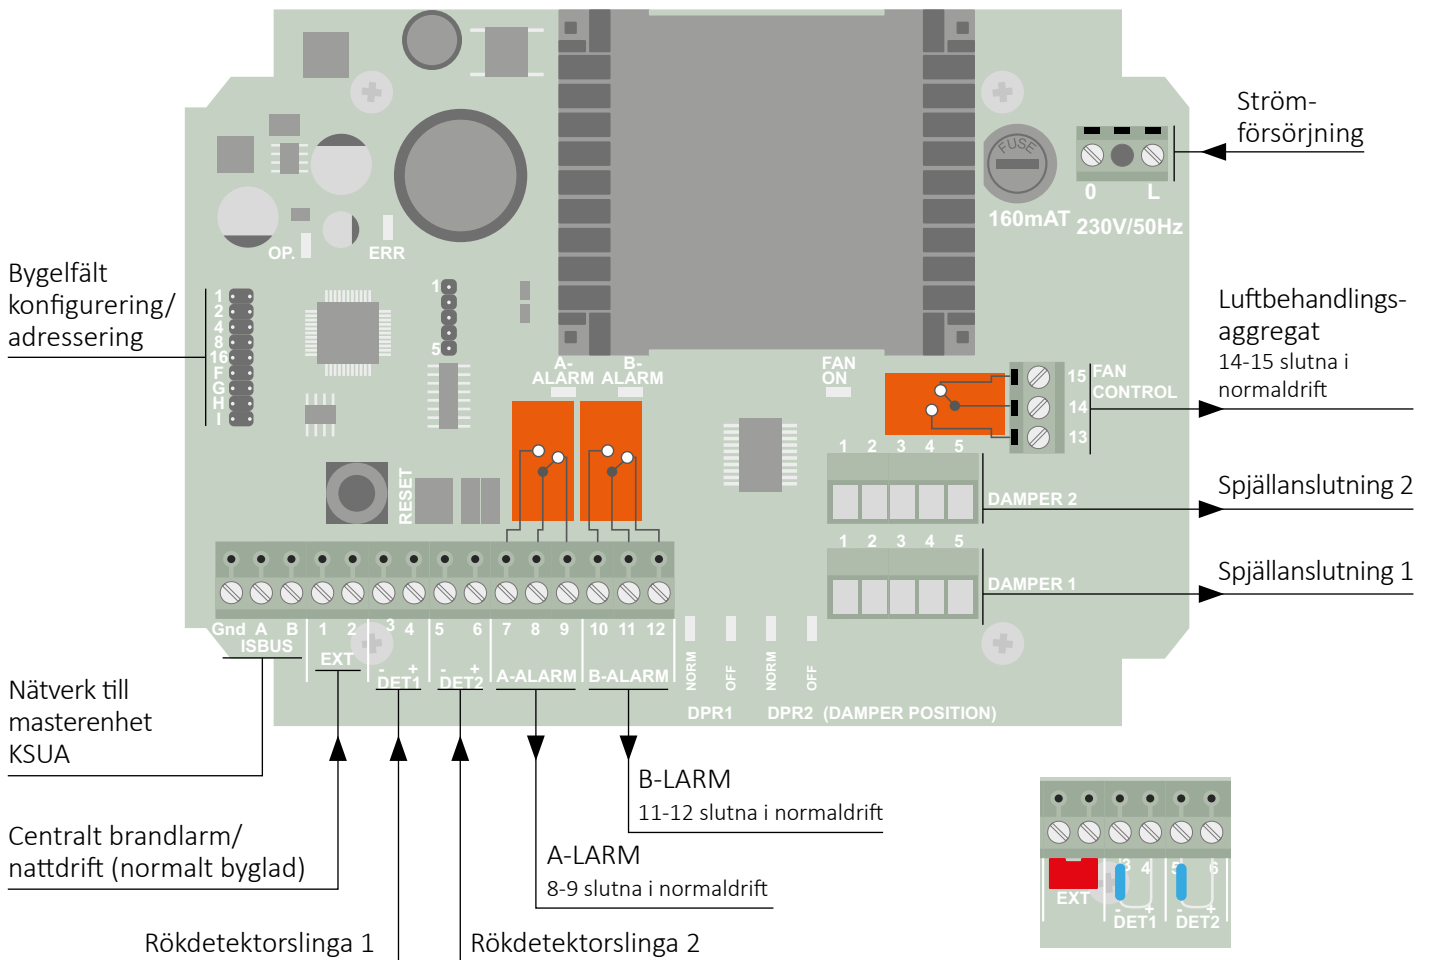 Ström-
försörjning
FUSE
160mAT
0 L
230V/50Hz
OP.
ERR
Bygelfält
konfigurering/
adressering
1
2
4
8
16
F
G
H
I
1
5
A-
ALARM
B-
ALARM
FAN
ON
15
14
13
FAN
CONTROL
Luftbehandlings-
aggregat
14-15 slutna i
normaldrift
RESET
1 2 3 4 5
DAMPER 2
Spjällanslutning 2
1 2 3 4 5
DAMPER 1
Spjällanslutning 1
Gnd A B 1 2 3 4 5 6 7 8 9 10 11 12
ISBUS
EXT
- +
DET1
- +
DET2
A-ALARM
B-ALARM
NORM
OFF
NORM
OFF
DPR1
DPR2 (DAMPER POSITION)
Nätverk till
masterenhet
KSUA
Centralt brandlarm/
nattdrift (normalt byglad)
B-LARM
11-12 slutna i normaldrift
A-LARM
8-9 slutna i normaldrift
Rökdetektorslinga 1
Rökdetektorslinga 2
3 4 5 6
EXT
- +
DET1
- +
DET2